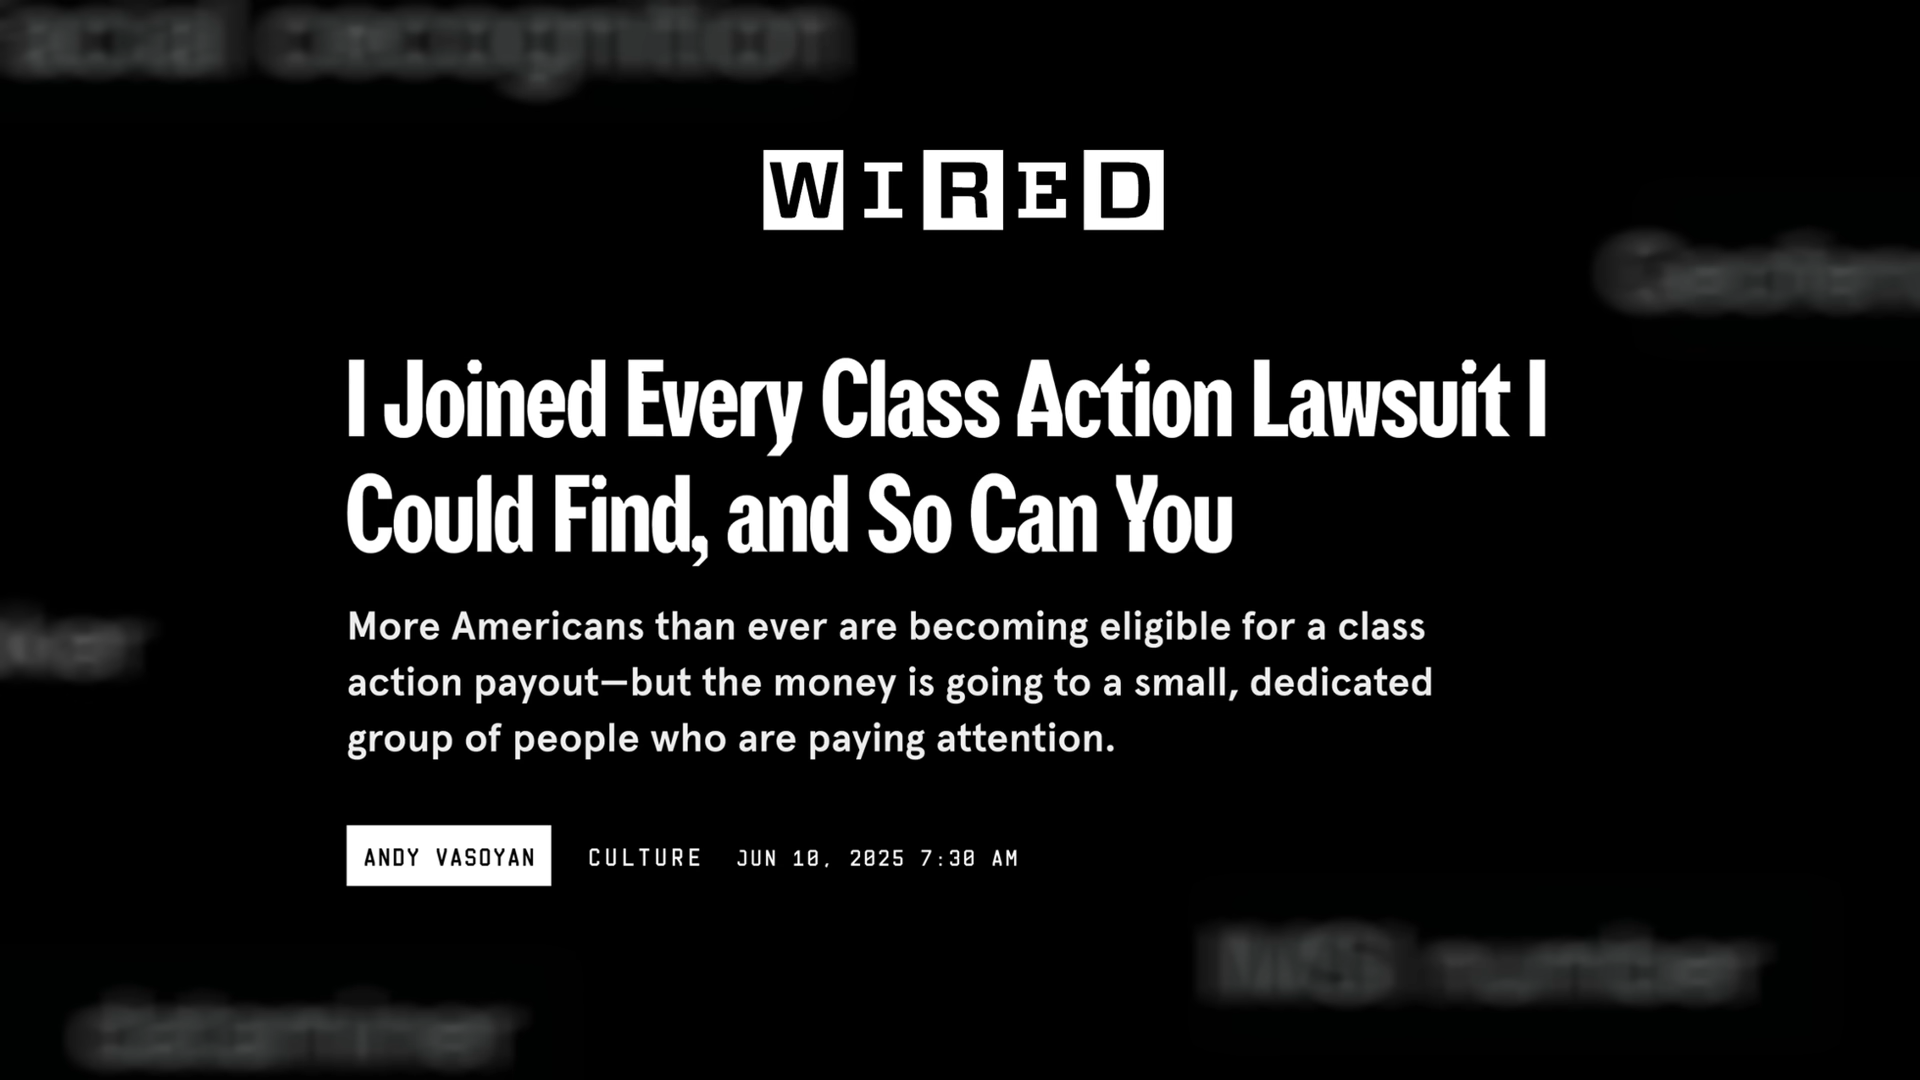 WIRED
I Joined Every Class Action Lawsuit I
Could Find, and So Can You
More Americans than ever are becoming eligible for a class
action payout—but the money is going to a small, dedicated
group of people who are paying attention.
ANDY VASOYAN CULTURE JUN 10, 2025 7:30 AM
number
dataminer